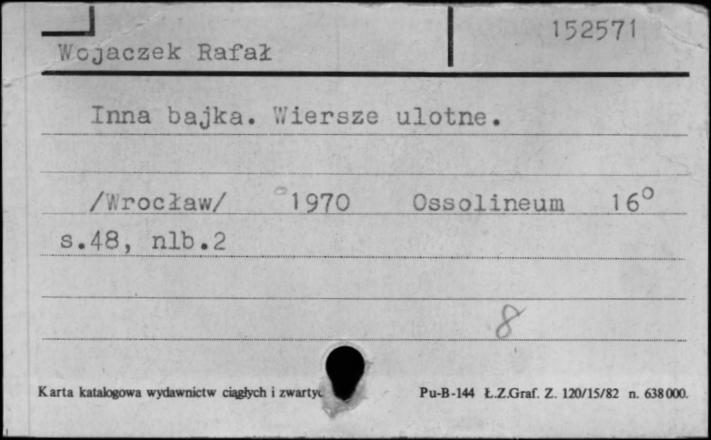 152571
Wojaczek Rafał
Inna bajka. Wiersze ulotne.
/Wrocław/ 1970 Ossolineum 16°
s.48, nlb.2
8
Karta katalogowa wydawnictw ciągłych i Pu-B-144 Ł.Z.Graf. Z. 120/15/82 n. 638000.